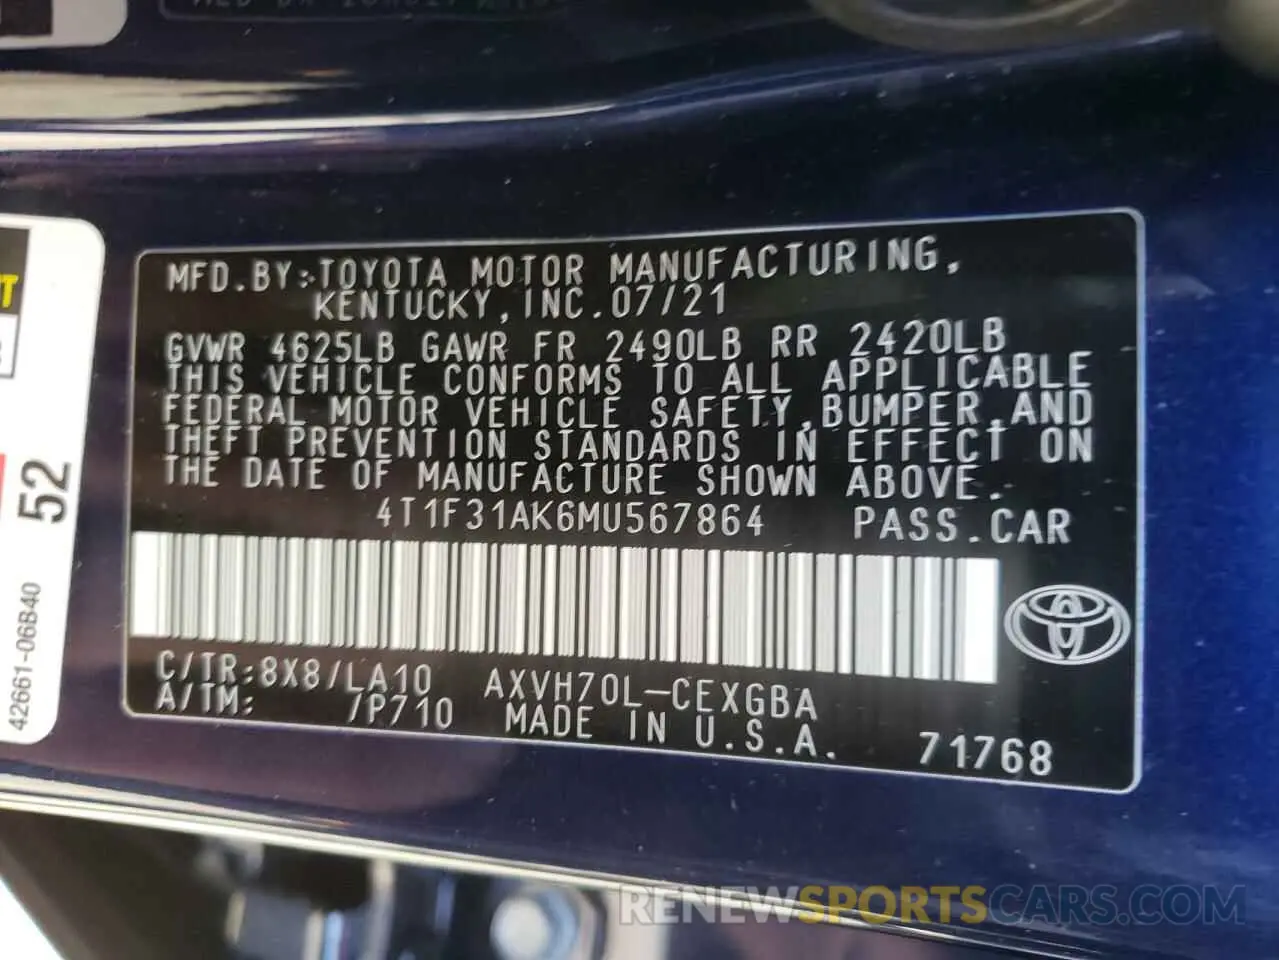 MFD.BY:TOYOTA MOTOR MANUFACTURING,
KENTUCKY,INC.07/21
GVWR 4625LB GAWR FR 2490LB RR 2420LB
THIS VEHICLE CONFORMS TO ALL APPLICABLE
FEDERAL MOTOR VEHICLE SAFETY,BUMPER,AND
THEFT PREVENTION STANDARDS IN EFFECT ON
THE DATE OF MANUFACTURE SHOWN ABOVE.
4T1F31AK6MU567864 PASS.CAR
C/TR:8X8/LA10 AXVH70L-CEXGBA
A/TM: /P710 MADE IN U.S.A. 71768
52
42661-06B40
RENEWSPORTSCARS.COM